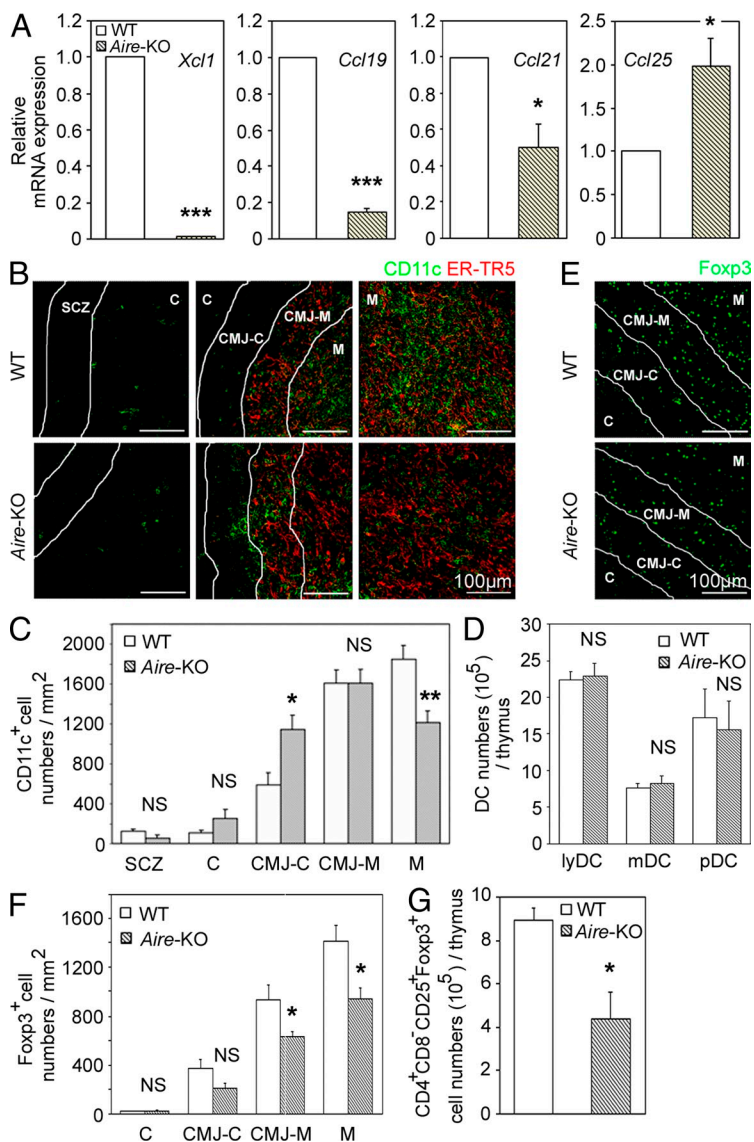 A
WT
Aire-KO
Relative
mRNA expression
1.2
1.0
0.8
0.6
0.4
0.2
0
Xcl1
***
1.2
1.0
0.8
0.6
0.4
0.2
0
Ccl19
***
1.2
1.0
0.8
0.6
0.4
0.2
0
Ccl21
*
2.5
2.0
1.5
1.0
0.5
0
Ccl25
*
B
CD11c ER-TR5
WT
SCZ
C
C
CMJ-C
CMJ-M
M
M
Aire-KO
100μm
E
Foxp3
WT
M
CMJ-M
CMJ-C
C
Aire-KO
M
CMJ-M
CMJ-C
C
100μm
C
CD11c+cell
numbers / mm2
2000
1600
1200
800
400
0
WT
Aire-KO
NS
NS
*
NS
**
SCZ
C
CMJ-C
CMJ-M
M
D
DC numbers (105)
/ thymus
30
25
20
15
10
5
0
WT
Aire-KO
NS
NS
NS
lyDC
mDC
pDC
F
Foxp3+cell
numbers / mm2
1600
1200
800
400
0
WT
Aire-KO
NS
NS
*
*
C
CMJ-C
CMJ-M
M
G
CD4+CD8-CD25+Foxp3+
cell numbers (105) / thymus
10
8
6
4
2
0
WT
Aire-KO
*